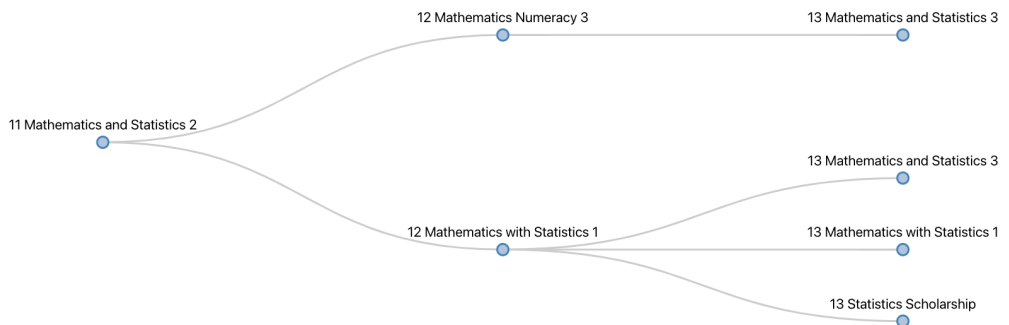 12 Mathematics Numeracy 3
13 Mathematics and Statistics 3
11 Mathematics and Statistics 2
13 Mathematics and Statistics 3
12 Mathematics with Statistics 1
13 Mathematics with Statistics 1
13 Statistics Scholarship